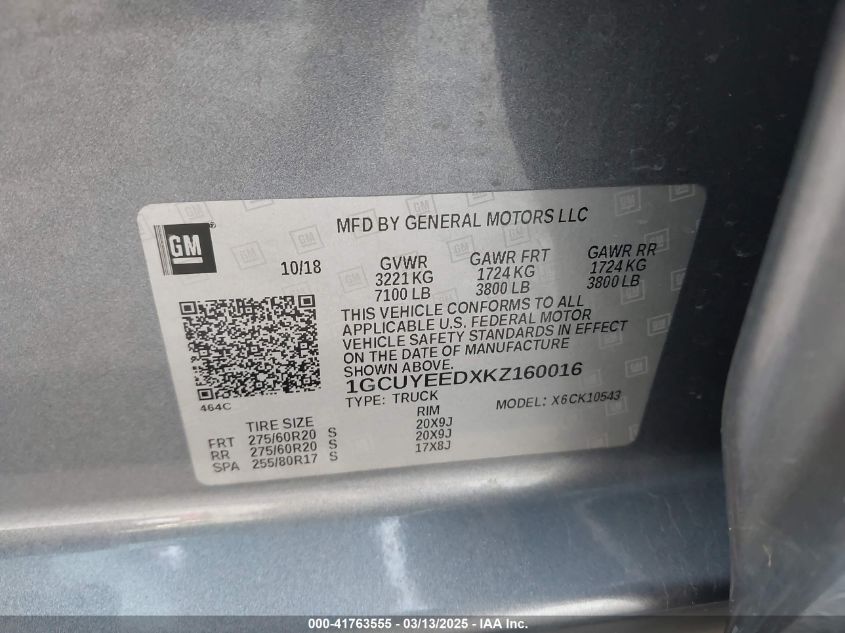 GM
MFD BY GENERAL MOTORS LLC
10/18
GVWR GAWR FRT GAWR RR
3221 KG 1724 KG 1724 KG
7100 LB 3800 LB 3800 LB
THIS VEHICLE CONFORMS TO ALL
APPLICABLE U.S. FEDERAL MOTOR
VEHICLE SAFETY STANDARDS IN EFFECT
ON THE DATE OF MANUFACTURE
SHOWN ABOVE.
1GCUYEEDXKZ160016
TYPE: TRUCK MODEL: X6CK10543
464C
TIRE SIZE RIM
FRT 275/60R20 S 20X9J
RR 275/60R20 S 20X9J
SPA 255/80R17 S 17X8J
000-41763555 - 03/13/2025 - IAA Inc.